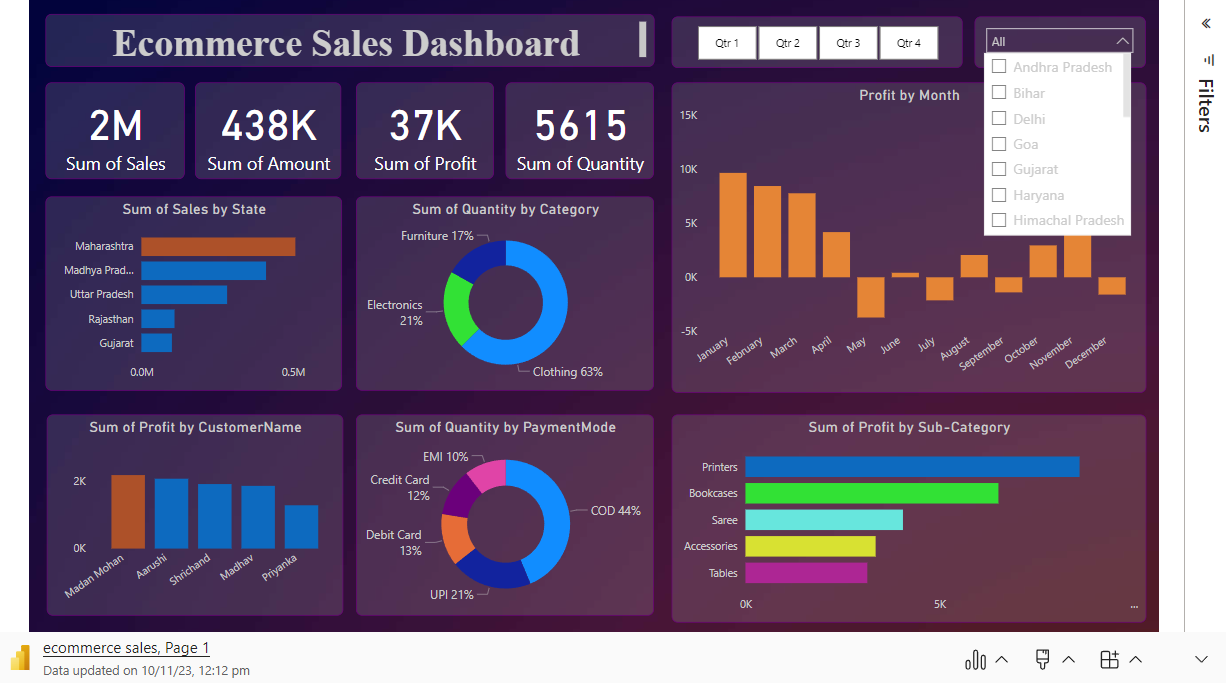 Ecommerce Sales Dashboard
Qtr 1
Qtr 2
Qtr 3
Qtr 4
All
Andhra Pradesh
Bihar
Delhi
Goa
Gujarat
Haryana
Himachal Pradesh
Filters
2M
Sum of Sales
438K
Sum of Amount
37K
Sum of Profit
5615
Sum of Quantity
Profit by Month
15K
10K
5K
0K
-5K
January
February
March
April
May
June
July
August
September
October
November
December
Sum of Sales by State
Maharashtra
Madhya Prad...
Uttar Pradesh
Rajasthan
Gujarat
0.0M
0.5M
Sum of Quantity by Category
Furniture 17%
Electronics
21%
Clothing 63%
Sum of Profit by CustomerName
2K
0K
Madan Mohan
Aarushi
Shrichand
Madhav
Priyanka
Sum of Quantity by PaymentMode
EMI 10%
Credit Card
12%
Debit Card
13%
UPI 21%
COD 44%
Sum of Profit by Sub-Category
Printers
Bookcases
Saree
Accessories
Tables
0K
5K
...
ecommerce sales, Page 1
Data updated on 10/11/23, 12:12 pm